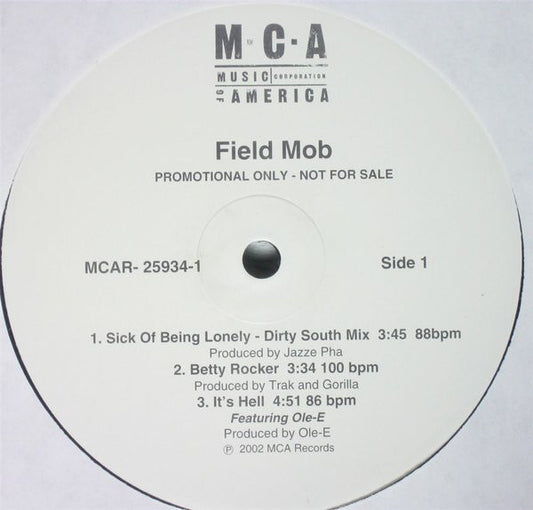 M·C·A
MUSIC CORPORATION
OF AMERICA
Field Mob
PROMOTIONAL ONLY - NOT FOR SALE
MCAR- 25934-1
Side 1
1. Sick Of Being Lonely - Dirty South Mix 3:45 88bpm
Produced by Jazze Pha
2. Betty Rocker 3:34 100 bpm
Produced by Trak and Gorilla
3. It's Hell 4:51 86 bpm
Featuring Ole-E
Produced by Ole-E
℗ 2002 MCA Records